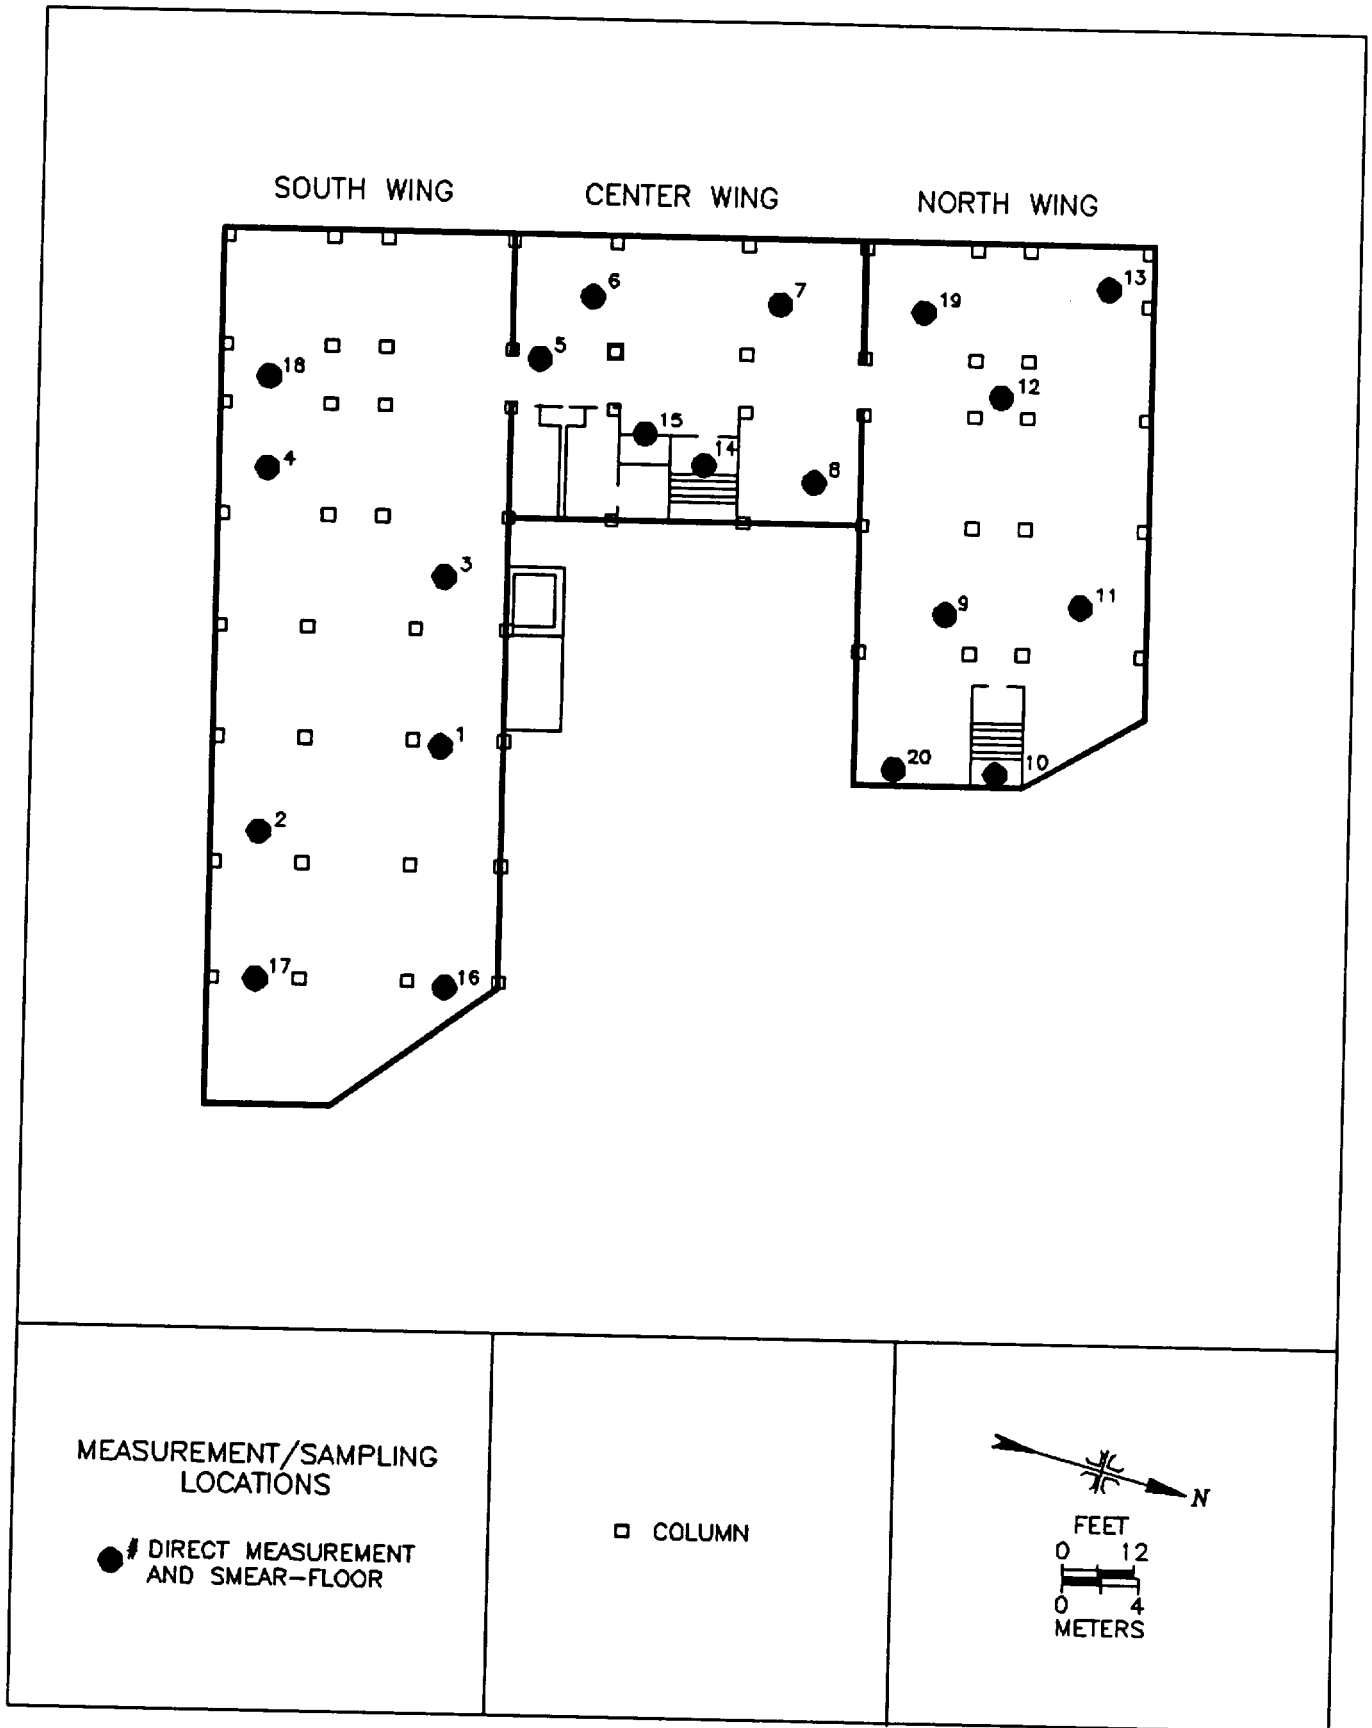 SOUTH WING
CENTER WING
NORTH WING
6
7
19
13
5
18
12
15
14
4
8
3
9
11
1
20
10
2
17
16
MEASUREMENT/SAMPLING
LOCATIONS
# DIRECT MEASUREMENT
AND SMEAR-FLOOR
COLUMN
N
FEET
0 12
0 4
METERS